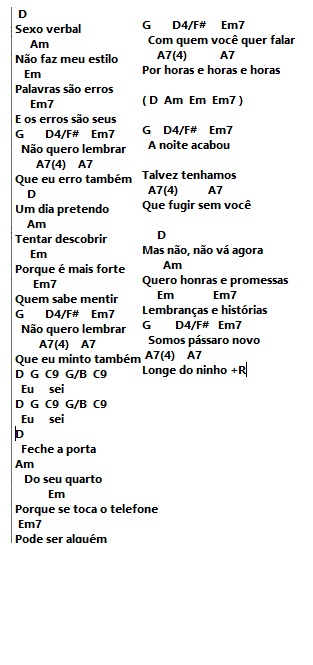 D
Sexo verbal
Am
Não faz meu estilo
Em
Palavras são erros
Em7
E os erros são seus
G D4/F# Em7
Não quero lembrar
A7(4) A7
Que eu erro também
D
Um dia pretendo
Am
Tentar descobrir
Em
Porque é mais forte
Em7
Quem sabe mentir
G D4/F# Em7
Não quero lembrar
A7(4) A7
Que eu minto também
D G C9 G/B C9
Eu sei
D G C9 G/B C9
Eu sei
D
Feche a porta
Am
Do seu quarto
Em
Porque se toca o telefone
Em7
Pode ser alguém
G D4/F# Em7
Com quem você quer falar
A7(4) A7
Por horas e horas e horas
( D Am Em Em7 )
G D4/F# Em7
A noite acabou
Talvez tenhamos
A7(4) A7
Que fugir sem você
D
Mas não, não vá agora
Am
Quero honras e promessas
Em Em7
Lembranças e histórias
G D4/F# Em7
Somos pássaro novo
A7(4) A7
Longe do ninho +R